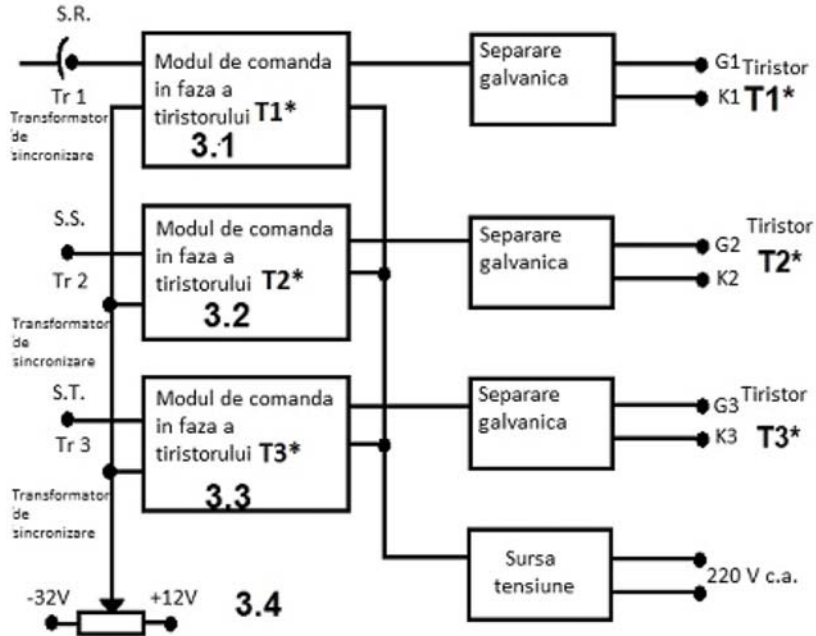 S.R.
Tr 1
Transformator
de
sincronizare
Modul de comanda
in faza a
tiristorului T1*
3.1
Separare
galvanica
G1 Tiristor
K1 T1*
S.S.
Tr 2
Transformator
de
sincronizare
Modul de comanda
in faza a
tiristorului T2*
3.2
Separare
galvanica
Tiristor
G2 T2*
K2
S.T.
Tr 3
Transformator
de
sincronizare
Modul de comanda
in faza a
tiristorului T3*
3.3
Separare
galvanica
G3 Tiristor
K3 T3*
Sursa
tensiune
220 V c.a.
-32V +12V 3.4